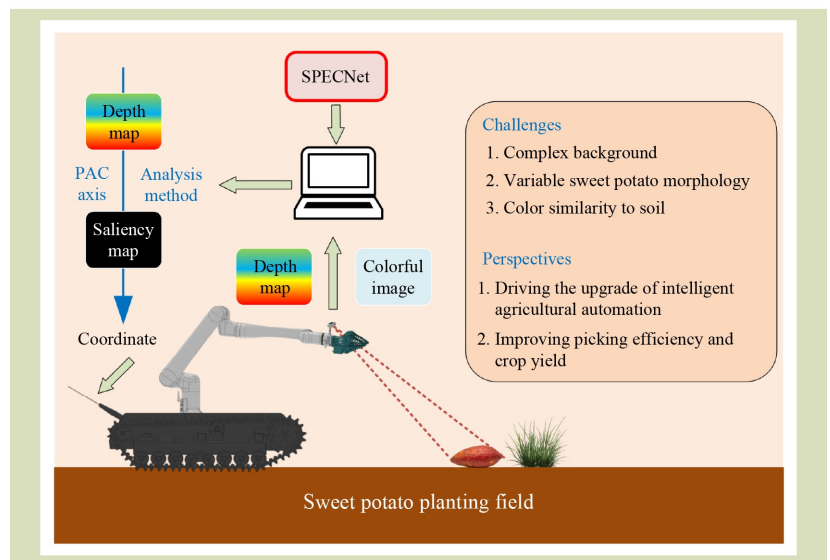 SPECNet
Depth
map
PAC
axis
Analysis
method
Saliency
map
Coordinate
Depth
map
Colorful
image
Challenges
1. Complex background
2. Variable sweet potato morphology
3. Color similarity to soil
Perspectives
1. Driving the upgrade of intelligent
agricultural automation
2. Improving picking efficiency and
crop yield
Sweet potato planting field